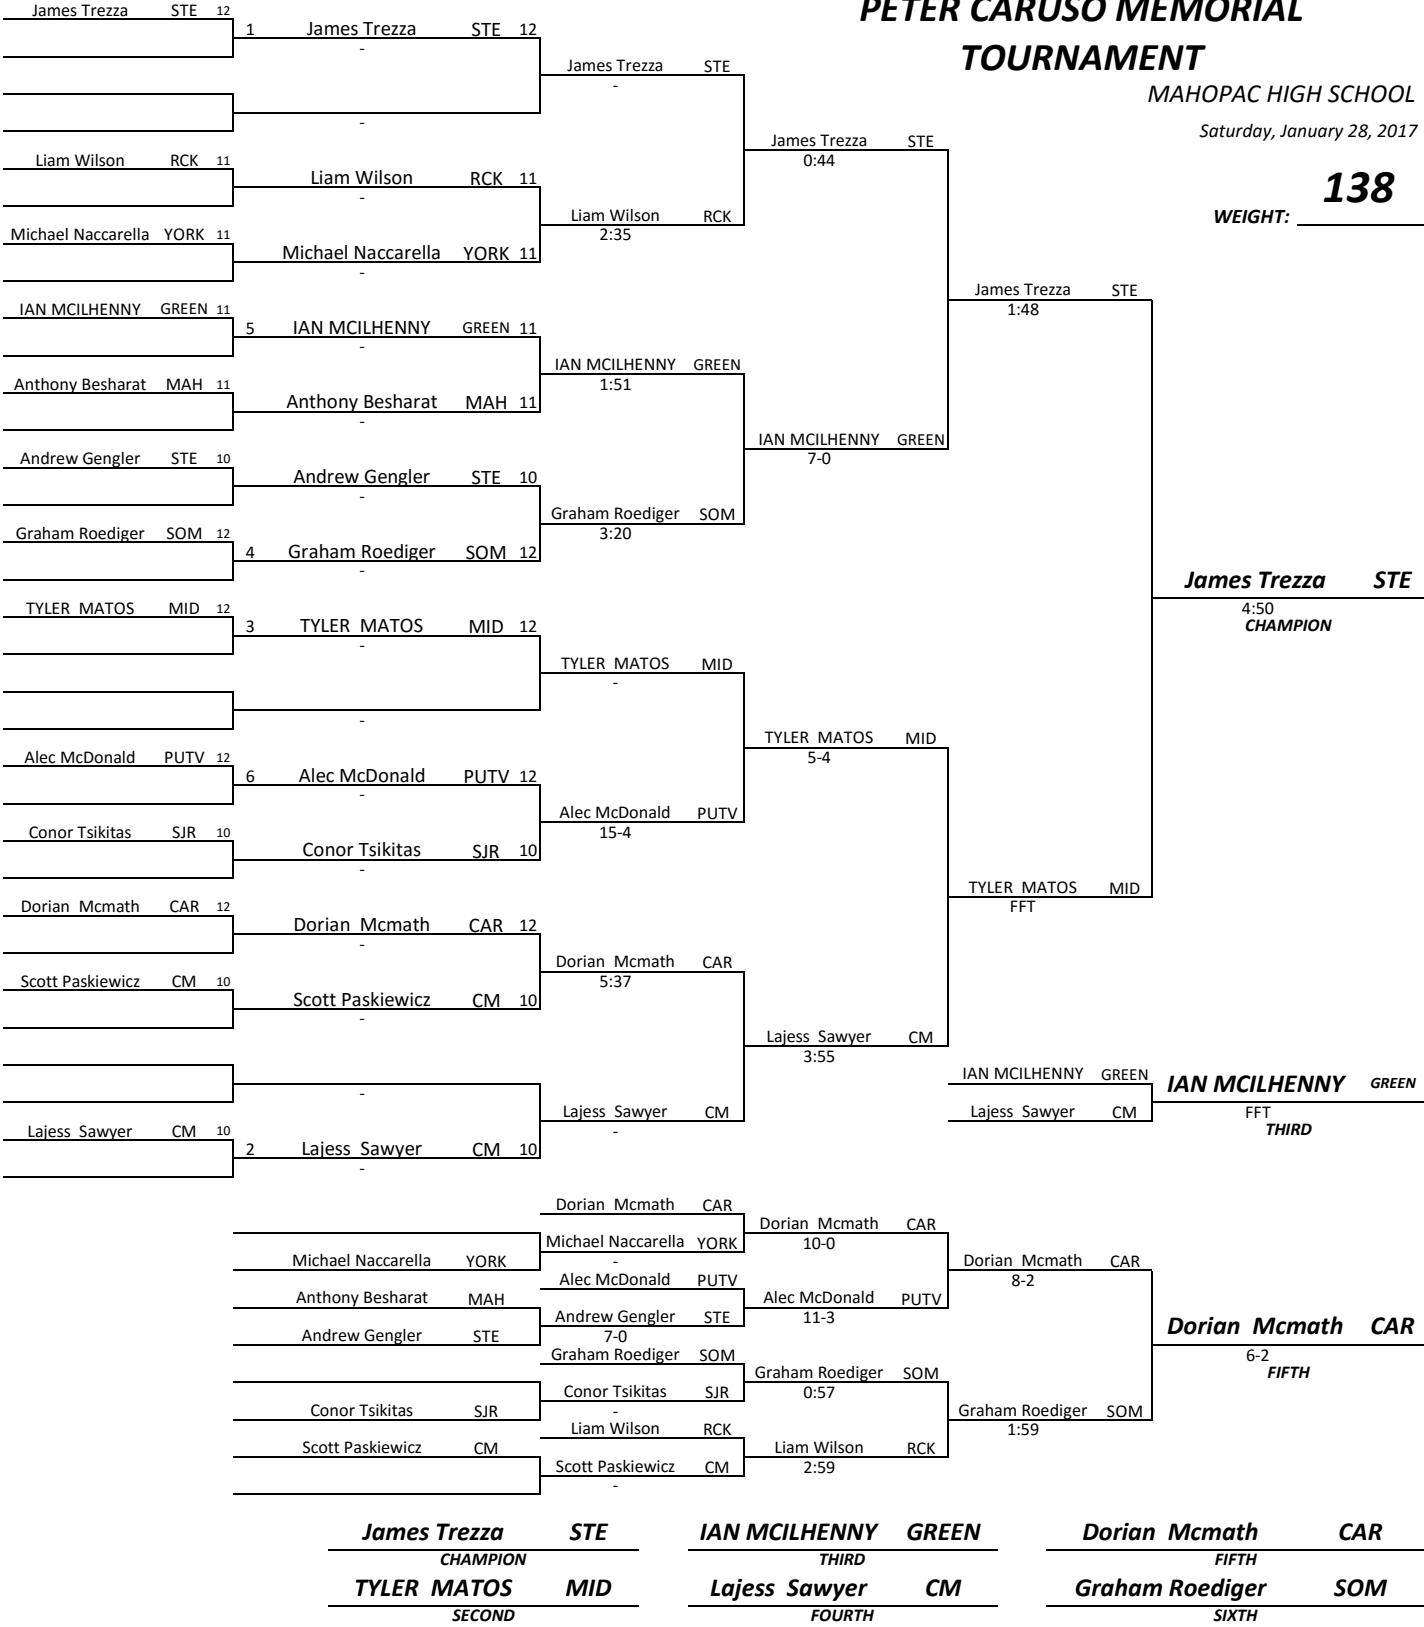 PETER CARUSO MEMORIAL
TOURNAMENT
MAHOPAC HIGH SCHOOL
Saturday, January 28, 2017
138
WEIGHT:
James Trezza STE 12
Liam Wilson RCK 11
Michael Naccarella YORK 11
IAN MCILHENNY GREEN 11
Anthony Besharat MAH 11
Andrew Gengler STE 10
Graham Roediger SOM 12
TYLER MATOS MID 12
Alec McDonald PUTV 12
Conor Tsikitas SJR 10
Dorian Mcmath CAR 12
Scott Paskiewicz CM 10
Lajess Sawyer CM 10
1 James Trezza STE 12
-
-
Liam Wilson RCK 11
-
Michael Naccarella YORK 11
-
5 IAN MCILHENNY GREEN 11
-
Anthony Besharat MAH 11
-
Andrew Gengler STE 10
-
4 Graham Roediger SOM 12
-
3 TYLER MATOS MID 12
-
-
6 Alec McDonald PUTV 12
-
Conor Tsikitas SJR 10
-
Dorian Mcmath CAR 12
-
Scott Paskiewicz CM 10
-
-
2 Lajess Sawyer CM 10
-
James Trezza STE
-
Liam Wilson RCK
2:35
IAN MCILHENNY GREEN
1:51
Graham Roediger SOM
3:20
TYLER MATOS MID
-
Alec McDonald PUTV
15-4
Dorian Mcmath CAR
5:37
Lajess Sawyer CM
-
James Trezza STE
0:44
IAN MCILHENNY GREEN
7-0
TYLER MATOS MID
5-4
Lajess Sawyer CM
3:55
James Trezza STE
1:48
TYLER MATOS MID
FFT
James Trezza STE
4:50
CHAMPION
IAN MCILHENNY GREEN
Lajess Sawyer CM
IAN MCILHENNY GREEN
FFT
THIRD
Michael Naccarella YORK
Anthony Besharat MAH
Andrew Gengler STE
Conor Tsikitas SJR
Scott Paskiewicz CM
Dorian Mcmath CAR
Michael Naccarella YORK
-
Alec McDonald PUTV
Andrew Gengler STE
7-0
Graham Roediger SOM
Conor Tsikitas SJR
-
Liam Wilson RCK
Scott Paskiewicz CM
-
Dorian Mcmath CAR
10-0
Alec McDonald PUTV
11-3
Graham Roediger SOM
0:57
Liam Wilson RCK
2:59
Dorian Mcmath CAR
8-2
Graham Roediger SOM
1:59
Dorian Mcmath CAR
6-2
FIFTH
James Trezza STE IAN MCILHENNY GREEN Dorian Mcmath CAR
CHAMPION THIRD FIFTH
TYLER MATOS MID Lajess Sawyer CM Graham Roediger SOM
SECOND FOURTH SIXTH